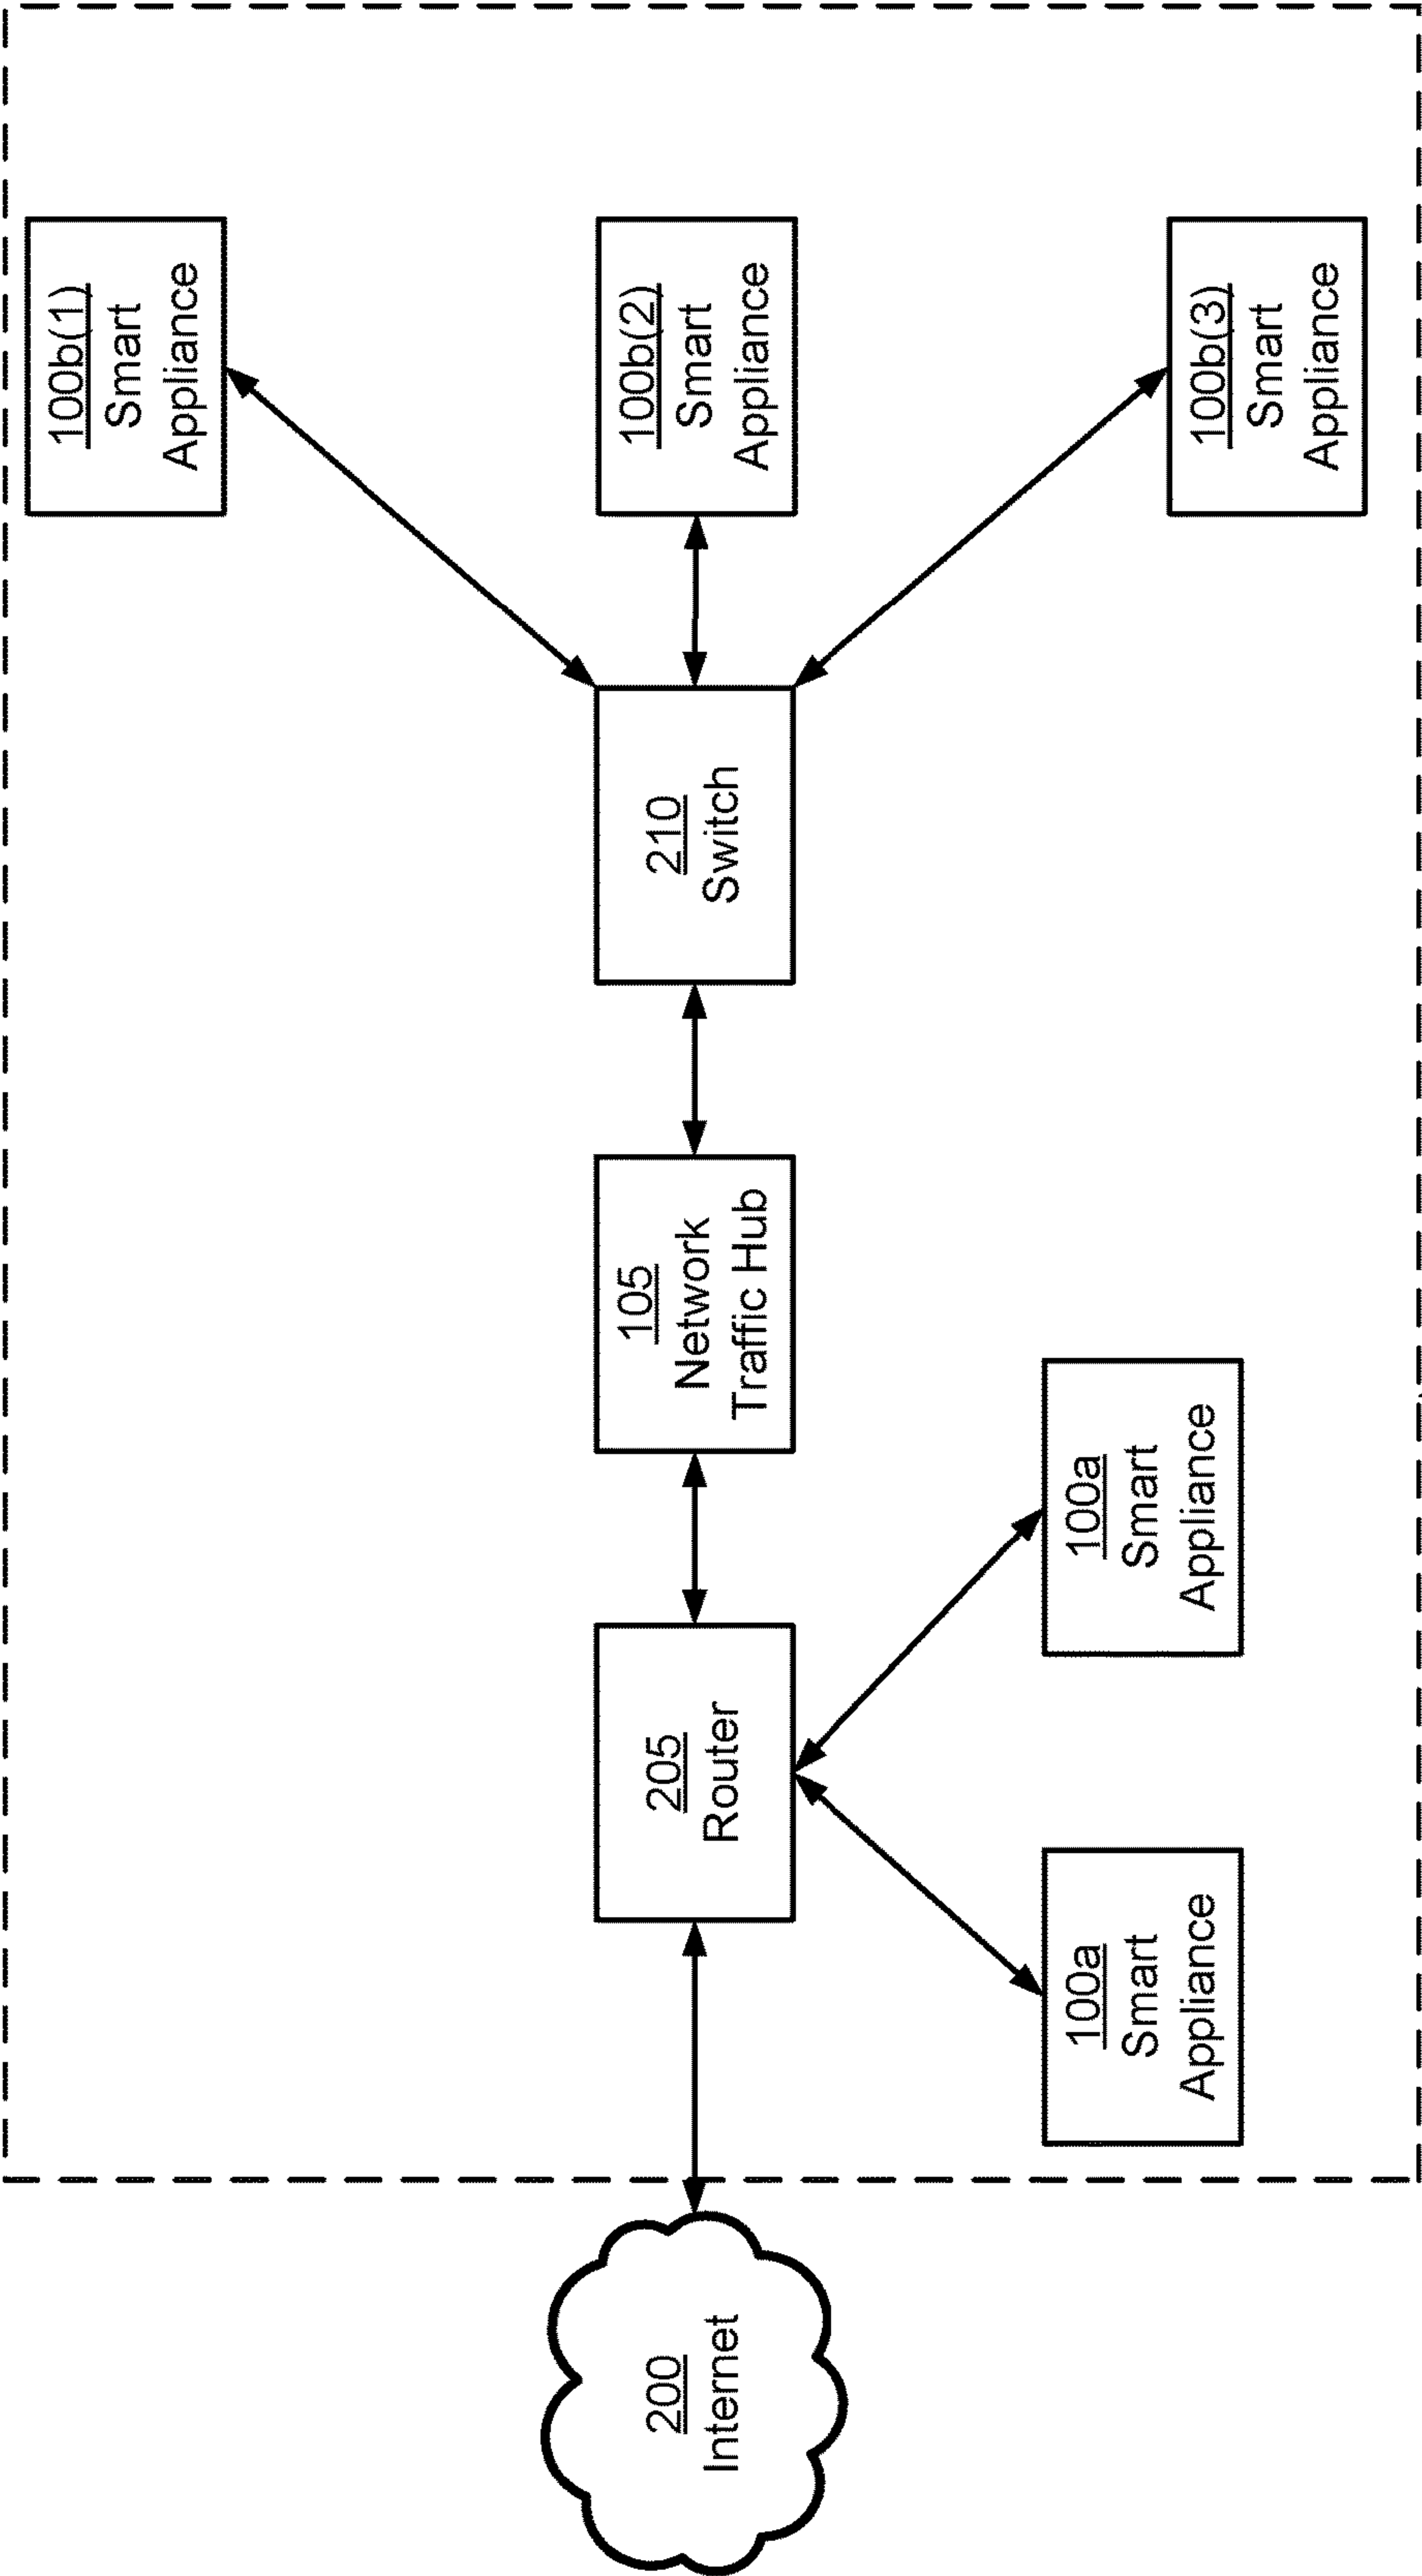 200
Internet
205
Router
100a
Smart
Appliance
100a
Smart
Appliance
105
Network
Traffic Hub
210
Switch
100b(1)
Smart
Appliance
100b(2)
Smart
Appliance
100b(3)
Smart
Appliance